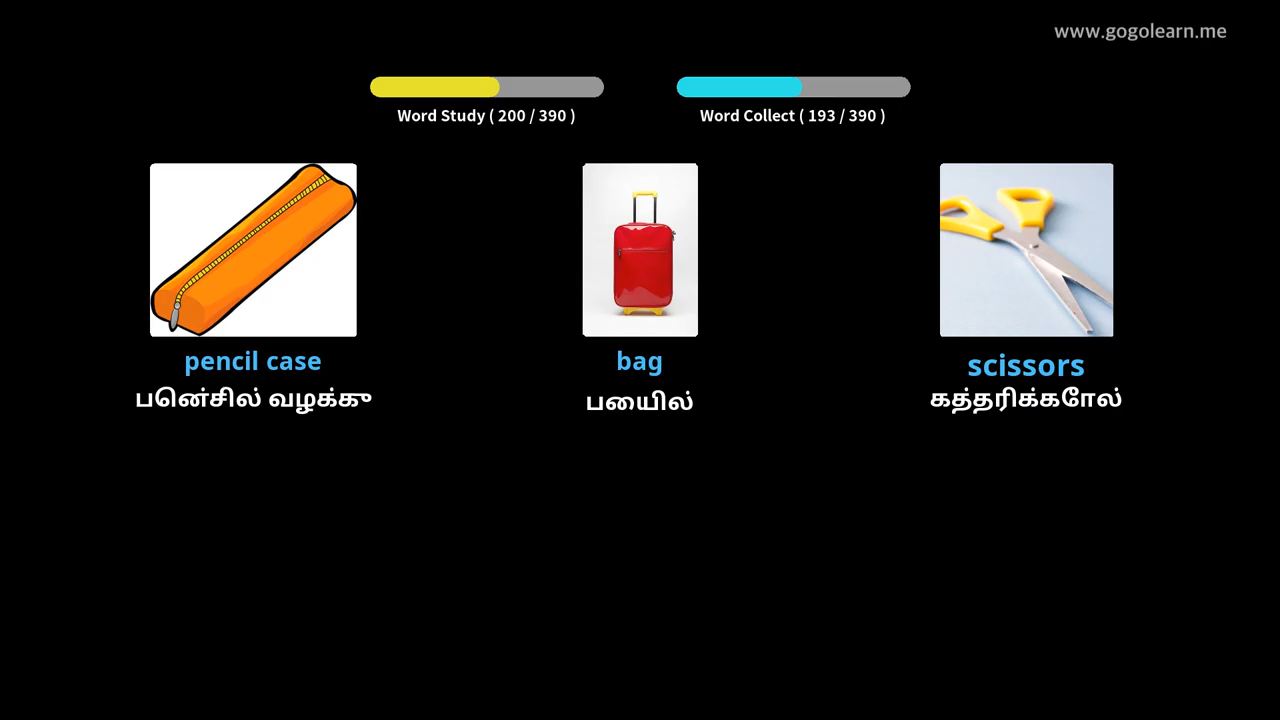 www.gogolearn.me
Word Study ( 200 / 390 )
Word Collect ( 193 / 390 )
pencil case
பனெ்சில் வழக்கு
bag
பயைில்
scissors
கத்தரிக்கோல்